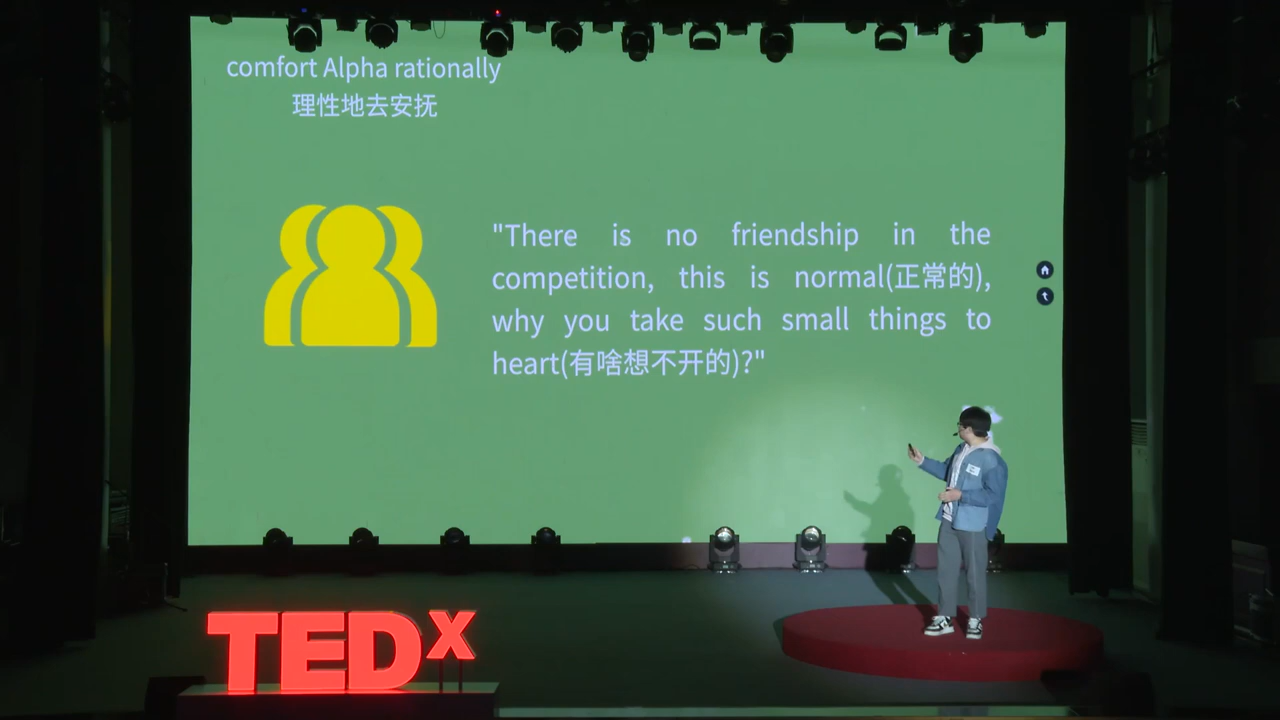 comfort Alpha rationally
理性地去安抚
"There is no friendship in the
competition, this is normal(正常的),
why you take such small things to
heart(有啥想不开的)?"
TEDx